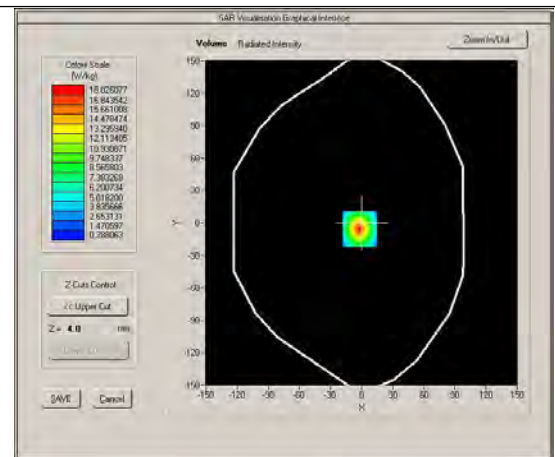 SAR Visualisation Graphical Interface
Volume Radiated Intensity
Zoom In/Out
Colors Scale
(W/kg)
18.026077
16.843542
15.661008
14.478474
13.295940
12.113405
10.930871
9.748337
8.565803
7.383268
6.200734
5.018200
3.835666
2.653131
1.470597
0.288063
150
120
90
60
30
0
-30
-60
-90
-120
-150
Y
-150 -120 -90 -60 -30 0 30 60 90 120 150
X
Z-Cuts Control
<< Upper Cut
Z = 4.0 mm
SAVE Cancel